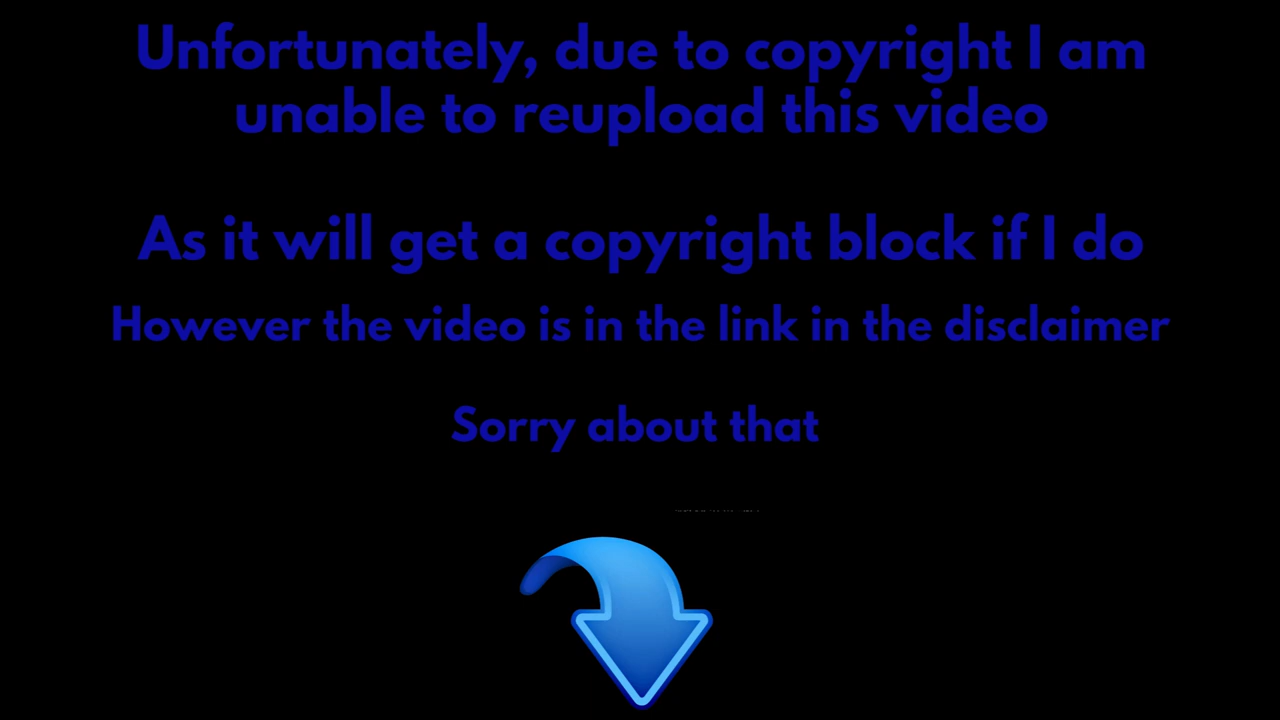 Unfortunately, due to copyright I am
unable to reupload this video
As it will get a copyright block if I do
However the video is in the link in the disclaimer
Sorry about that